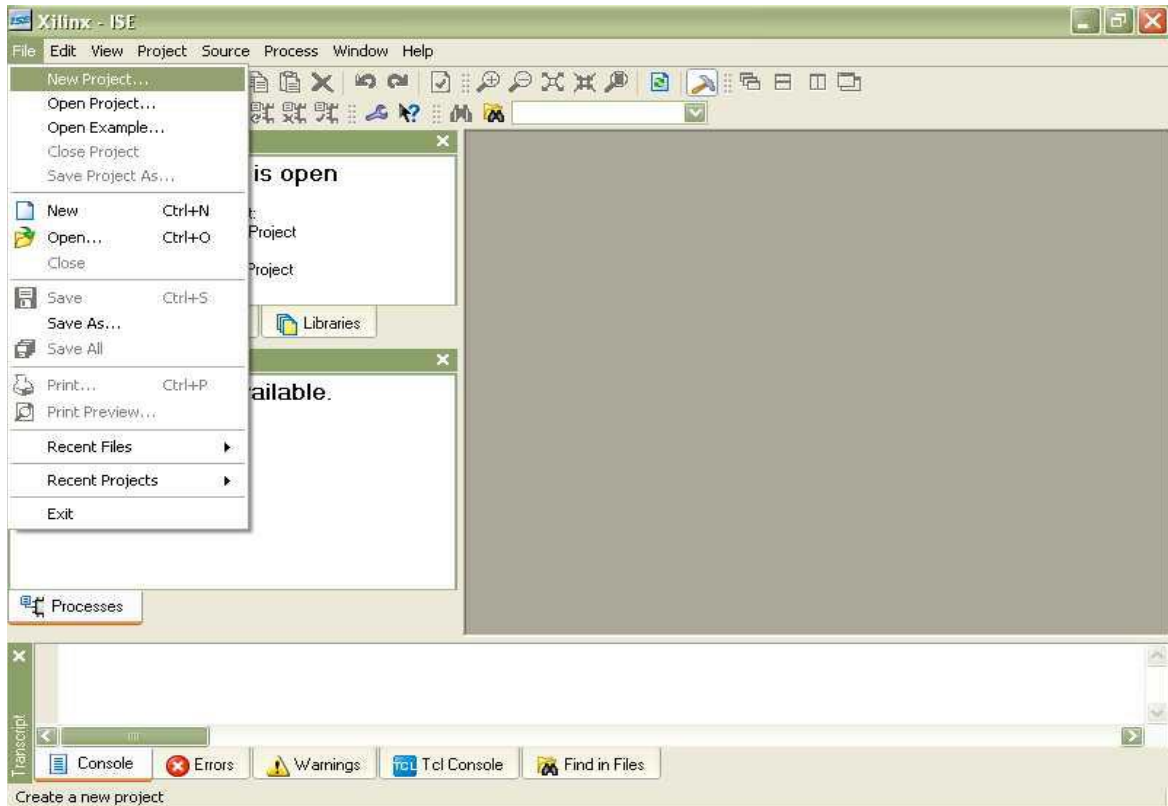 ISE Xilinx - ISE
File Edit View Project Source Process Window Help
New Project...
Open Project...
Open Example...
Close Project
Save Project As...
New Ctrl+N
Open... Ctrl+O
Close
Save Ctrl+S
Save As...
Save All
Print... Ctrl+P
Print Preview...
Recent Files
Recent Projects
Exit
is open
t:
Project
Project
Libraries
ailable.
Processes
Transcript
Console Errors Warnings TCL Tcl Console Find in Files
Create a new project